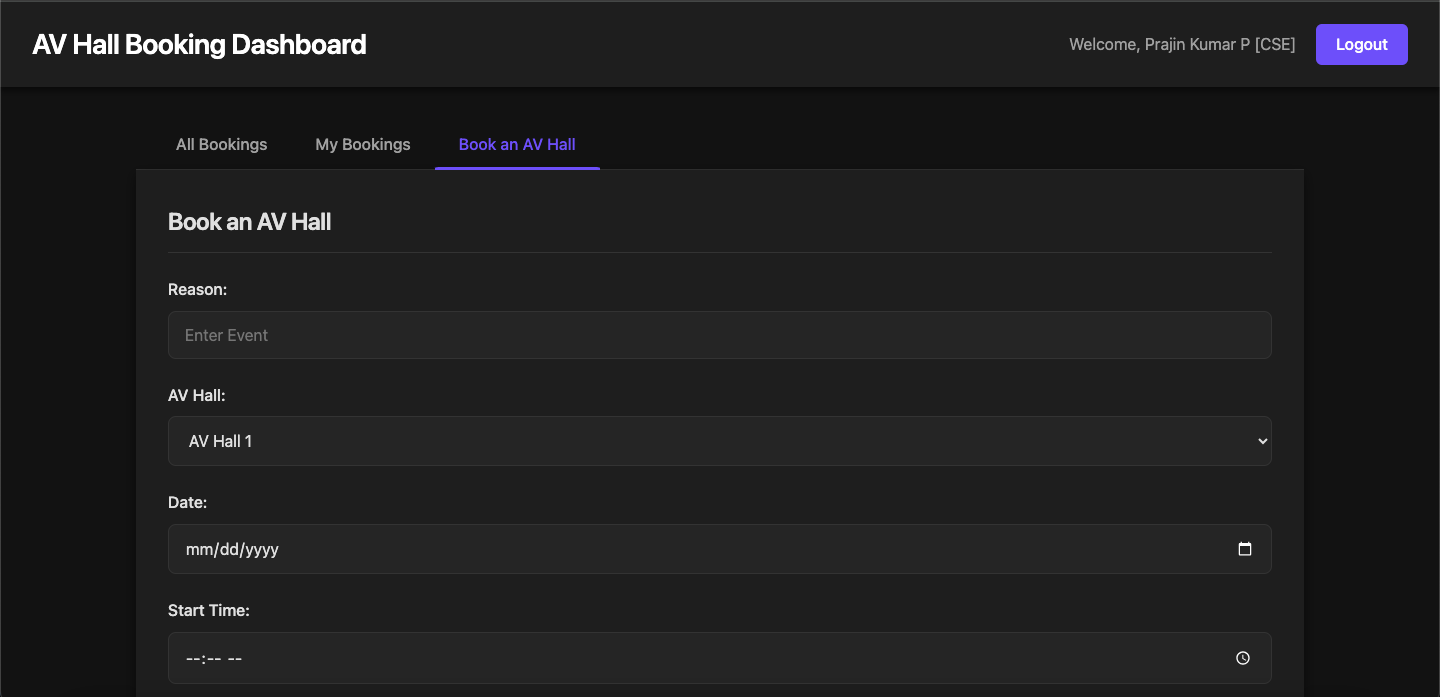 AV Hall Booking Dashboard
Welcome, Prajin Kumar P [CSE]
Logout
All Bookings
My Bookings
Book an AV Hall
Book an AV Hall
Reason:
Enter Event
AV Hall:
AV Hall 1
Date:
mm/dd/yyyy
Start Time:
--:-- --